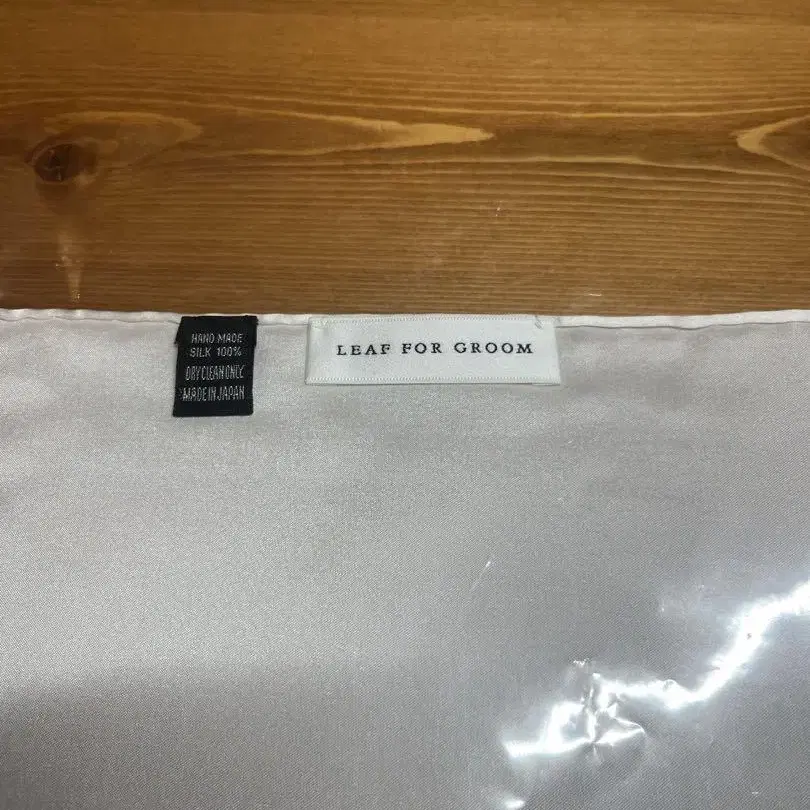 HAND MADE
SILK 100%
DRY CLEAN ONLY
MADE IN JAPAN
LEAF FOR GROOM